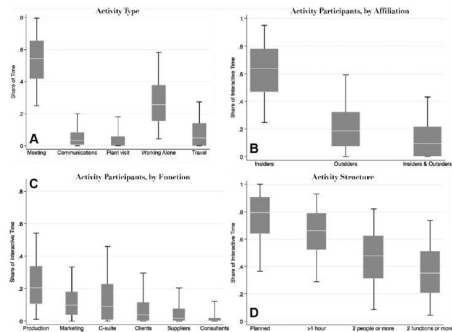 Activity Type
Share of Time
.8
.6
.4
.2
0
A
Meeting Communications Plant visit Working Alone Travel
Activity Participants, by Affiliation
Share of Interactive Time
1
.8
.6
.4
.2
0
B
Insiders Outsiders Insiders & Outsiders
Activity Participants, by Function
C
Share of Interactive Time
.8
.6
.4
.2
0
Production Marketing C-suite Clients Suppliers Consultants
Activity Structure
Share of Interactive Time
1
.8
.6
.4
.2
0
D
Planned >1 hour 2 people or more 2 functions or more